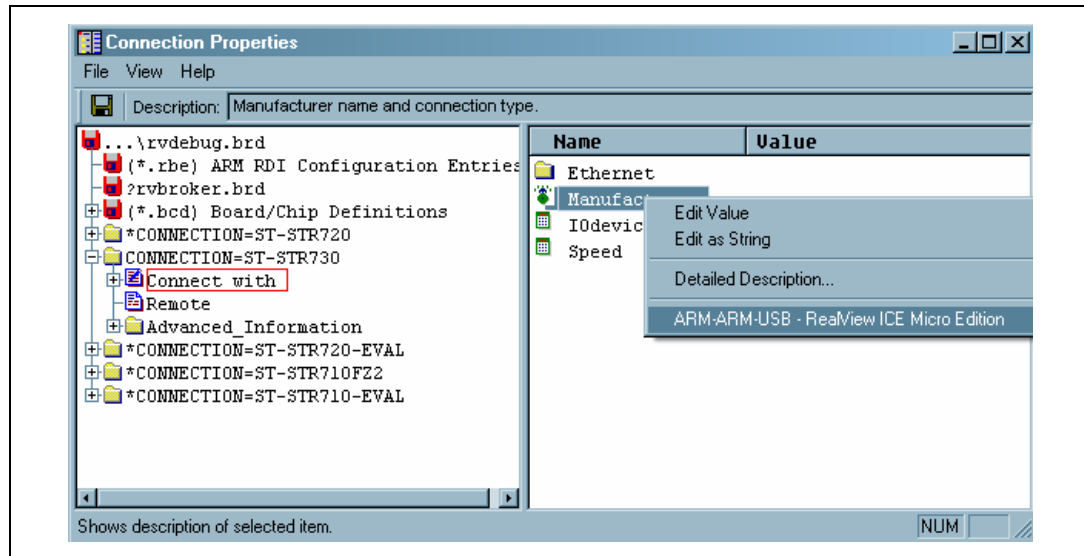 Connection Properties
File View Help
Description: Manufacturer name and connection type.
...\rvdebug.brd
(*.rbe) ARM RDI Configuration Entries
?rvbroker.brd
(*.bcd) Board/Chip Definitions
*CONNECTION=ST-STR720
CONNECTION=ST-STR730
Connect with
Remote
Advanced_Information
*CONNECTION=ST-STR720-EVAL
*CONNECTION=ST-STR710FZ2
*CONNECTION=ST-STR710-EVAL
Name Value
Ethernet
Manufac
IOdevic
Speed
Edit Value
Edit as String
Detailed Description...
ARM-ARM-USB - RealView ICE Micro Edition
Shows description of selected item.
NUM